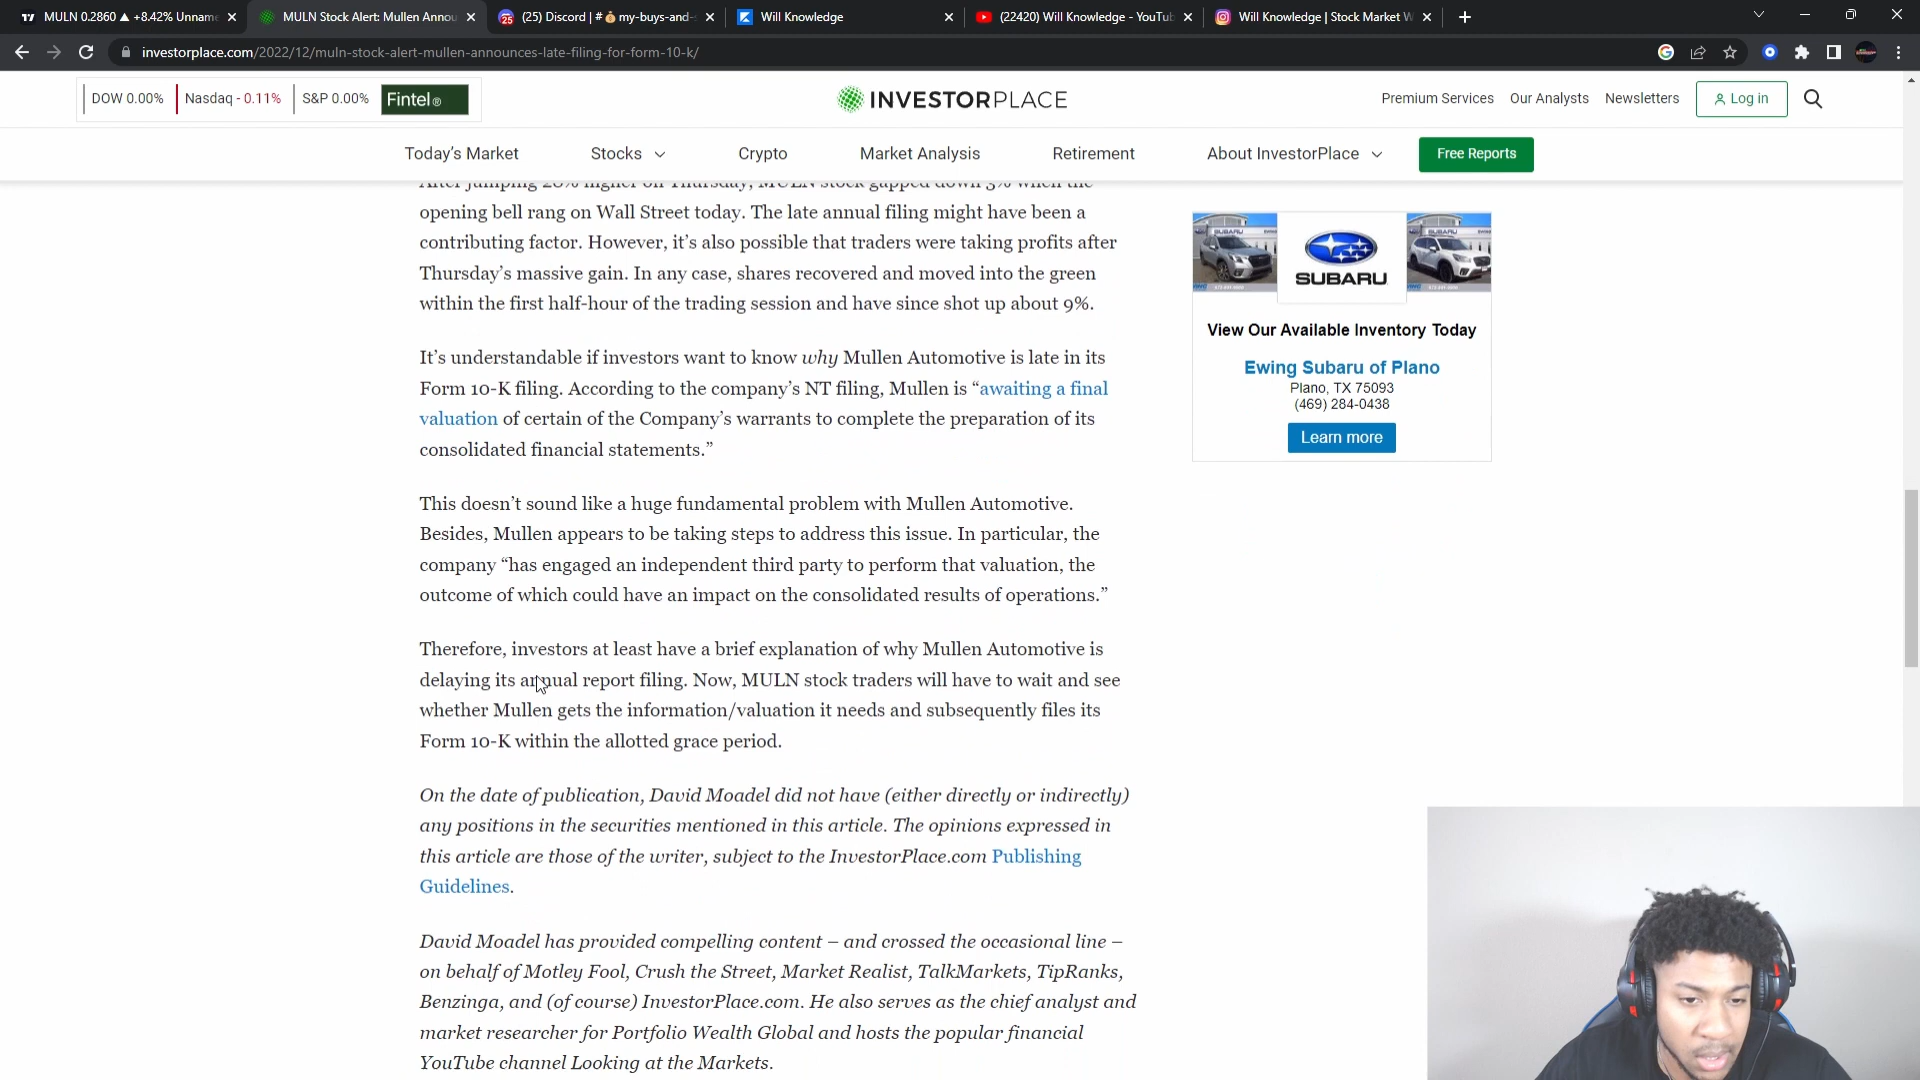 MULN 0.2860 ▲ +8.42% Unname
MULN Stock Alert: Mullen Annou
(25) Discord | #💰my-buys-and-
Will Knowledge
(22420) Will Knowledge - YouTub
Will Knowledge | Stock Market W
investorplace.com/2022/12/muln-stock-alert-mullen-announces-late-filing-for-form-10-k/
DOW 0.00%
Nasdaq - 0.11%
S&P 0.00%
Fintel®
INVESTORPLACE
Premium Services
Our Analysts
Newsletters
Log in
Today's Market
Stocks
Crypto
Market Analysis
Retirement
About InvestorPlace
Free Reports
After jumping 20% higher on Thursday, MULN stock gapped down 3% when the
opening bell rang on Wall Street today. The late annual filing might have been a
contributing factor. However, it's also possible that traders were taking profits after
Thursday's massive gain. In any case, shares recovered and moved into the green
within the first half-hour of the trading session and have since shot up about 9%.
It's understandable if investors want to know why Mullen Automotive is late in its
Form 10-K filing. According to the company's NT filing, Mullen is “awaiting a final
valuation of certain of the Company's warrants to complete the preparation of its
consolidated financial statements.”
This doesn't sound like a huge fundamental problem with Mullen Automotive.
Besides, Mullen appears to be taking steps to address this issue. In particular, the
company “has engaged an independent third party to perform that valuation, the
outcome of which could have an impact on the consolidated results of operations.”
Therefore, investors at least have a brief explanation of why Mullen Automotive is
delaying its annual report filing. Now, MULN stock traders will have to wait and see
whether Mullen gets the information/valuation it needs and subsequently files its
Form 10-K within the allotted grace period.
On the date of publication, David Moadel did not have (either directly or indirectly)
any positions in the securities mentioned in this article. The opinions expressed in
this article are those of the writer, subject to the InvestorPlace.com Publishing
Guidelines.
David Moadel has provided compelling content – and crossed the occasional line –
on behalf of Motley Fool, Crush the Street, Market Realist, TalkMarkets, TipRanks,
Benzinga, and (of course) InvestorPlace.com. He also serves as the chief analyst and
market researcher for Portfolio Wealth Global and hosts the popular financial
YouTube channel Looking at the Markets.
SUBARU
View Our Available Inventory Today
Ewing Subaru of Plano
Plano, TX 75093
(469) 284-0438
Learn more